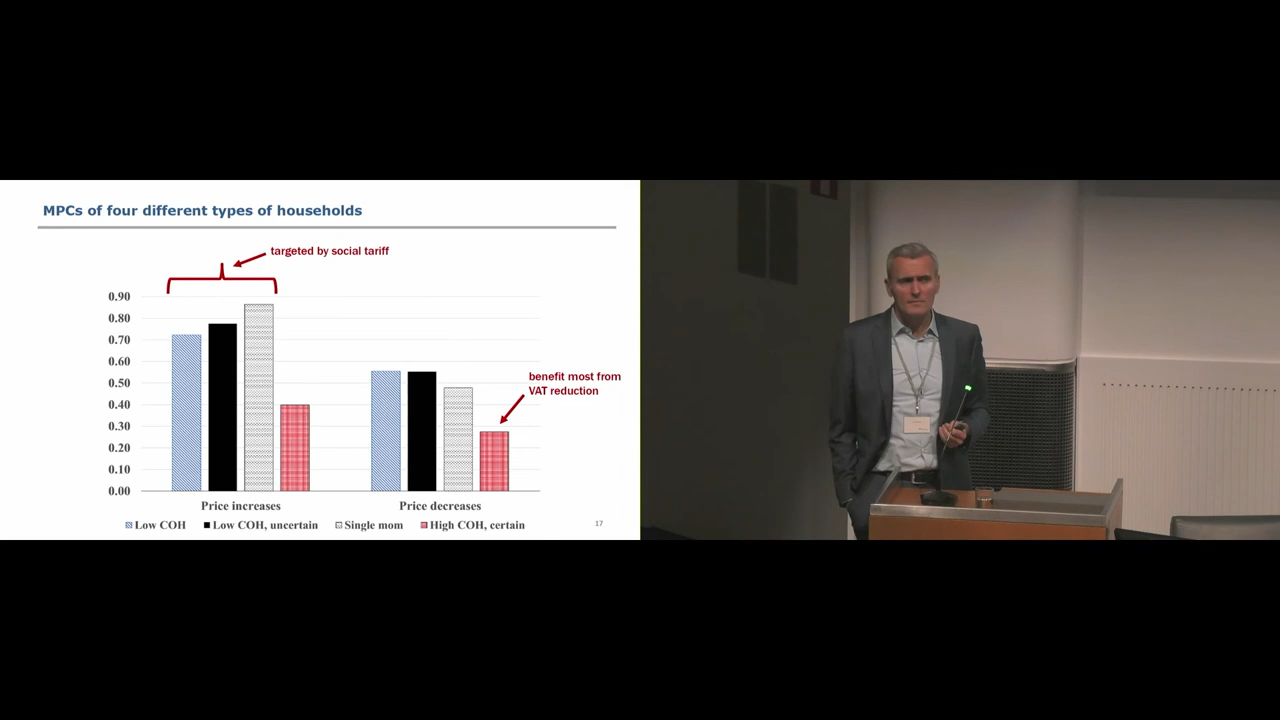 MPCs of four different types of households
targeted by social tariff
0.90
0.80
0.70
0.60
0.50
0.40
0.30
0.20
0.10
0.00
benefit most from
VAT reduction
Price increases
Price decreases
Low COH
Low COH, uncertain
Single mom
High COH, certain
17